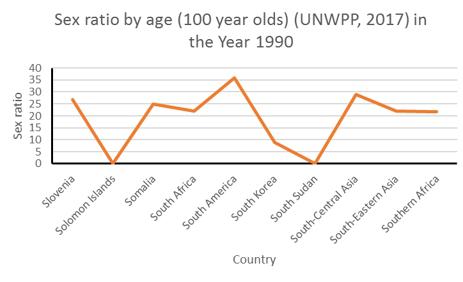 Sex ratio by age (100 year olds) (UNWPP, 2017) in
the Year 1990
40
35
30
25
20
15
10
5
0
Sex ratio
Slovenia
Solomon Islands
Somalia
South Africa
South America
South Korea
South Sudan
South-Central Asia
South-Eastern Asia
Southern Africa
Country